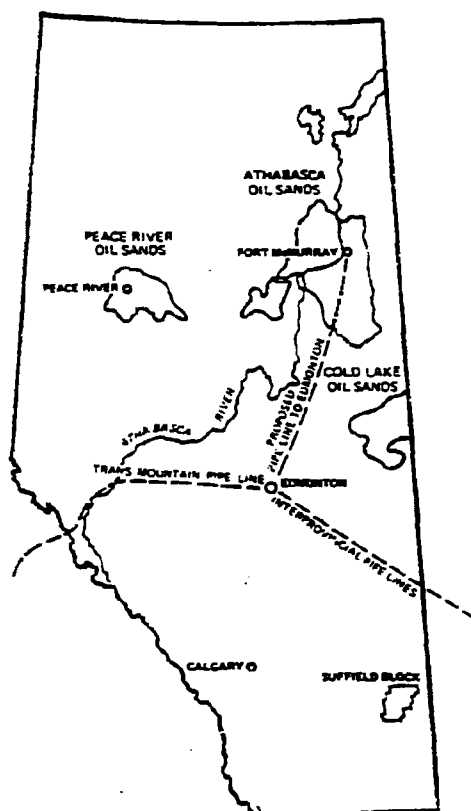 ATHABASCA
OIL SANDS
PEACE RIVER
OIL SANDS
FORT McMURRAY
PEACE RIVER
COLD LAKE
OIL SANDS
PROPOSED
PIPE LINE TO EDMONTON
ATHABASCA
RIVER
TRANS MOUNTAIN PIPE LINE
EDMONTON
INTERPROVINCIAL PIPE LINES
CALGARY
SUFFIELD BLOCK